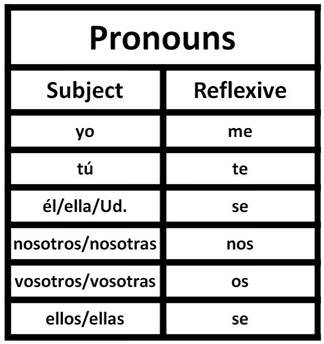 Pronouns
Subject Reflexive
yo me
tú te
él/ella/Ud. se
nosotros/nosotras nos
vosotros/vosotras os
ellos/ellas se